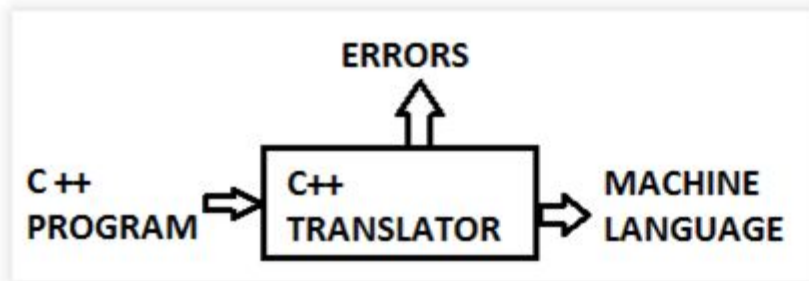 ERRORS
C ++
PROGRAM
C++
TRANSLATOR
MACHINE
LANGUAGE